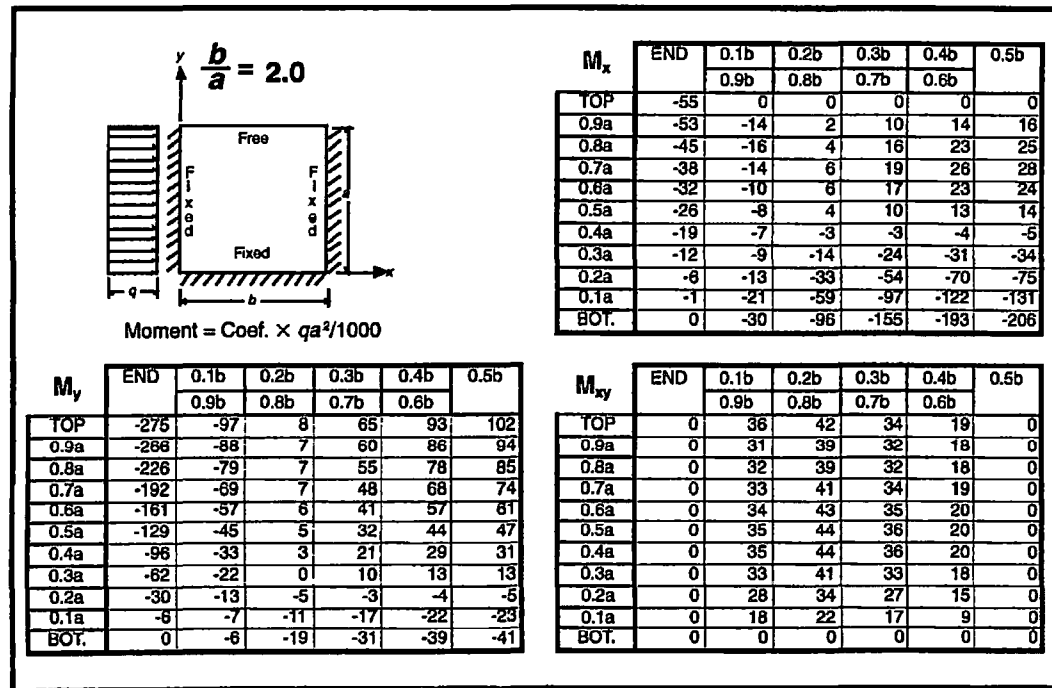 y
b/a = 2.0
Free
Fixed
Fixed
Fixed
a
x
q
b
Moment = Coef. × qa²/1000
Mx END 0.1b 0.2b 0.3b 0.4b 0.5b
0.9b 0.8b 0.7b 0.6b
TOP -55 0 0 0 0 0
0.9a -53 -14 2 10 14 16
0.8a -45 -16 4 16 23 25
0.7a -38 -14 6 19 26 28
0.6a -32 -10 6 17 23 24
0.5a -26 -8 4 10 13 14
0.4a -19 -7 -3 -3 -4 -5
0.3a -12 -9 -14 -24 -31 -34
0.2a -6 -13 -33 -54 -70 -75
0.1a -1 -21 -59 -97 -122 -131
BOT. 0 -30 -96 -155 -193 -206
My END 0.1b 0.2b 0.3b 0.4b 0.5b
0.9b 0.8b 0.7b 0.6b
TOP -275 -97 8 65 93 102
0.9a -266 -88 7 60 86 94
0.8a -226 -79 7 55 78 85
0.7a -192 -69 7 48 68 74
0.6a -161 -57 6 41 57 61
0.5a -129 -45 5 32 44 47
0.4a -96 -33 3 21 29 31
0.3a -62 -22 0 10 13 13
0.2a -30 -13 -5 -3 -4 -5
0.1a -6 -7 -11 -17 -22 -23
BOT. 0 -6 -19 -31 -39 -41
Mxy END 0.1b 0.2b 0.3b 0.4b 0.5b
0.9b 0.8b 0.7b 0.6b
TOP 0 36 42 34 19 0
0.9a 0 31 39 32 18 0
0.8a 0 32 39 32 18 0
0.7a 0 33 41 34 19 0
0.6a 0 34 43 35 20 0
0.5a 0 35 44 36 20 0
0.4a 0 35 44 36 20 0
0.3a 0 33 41 33 18 0
0.2a 0 28 34 27 15 0
0.1a 0 18 22 17 9 0
BOT. 0 0 0 0 0 0